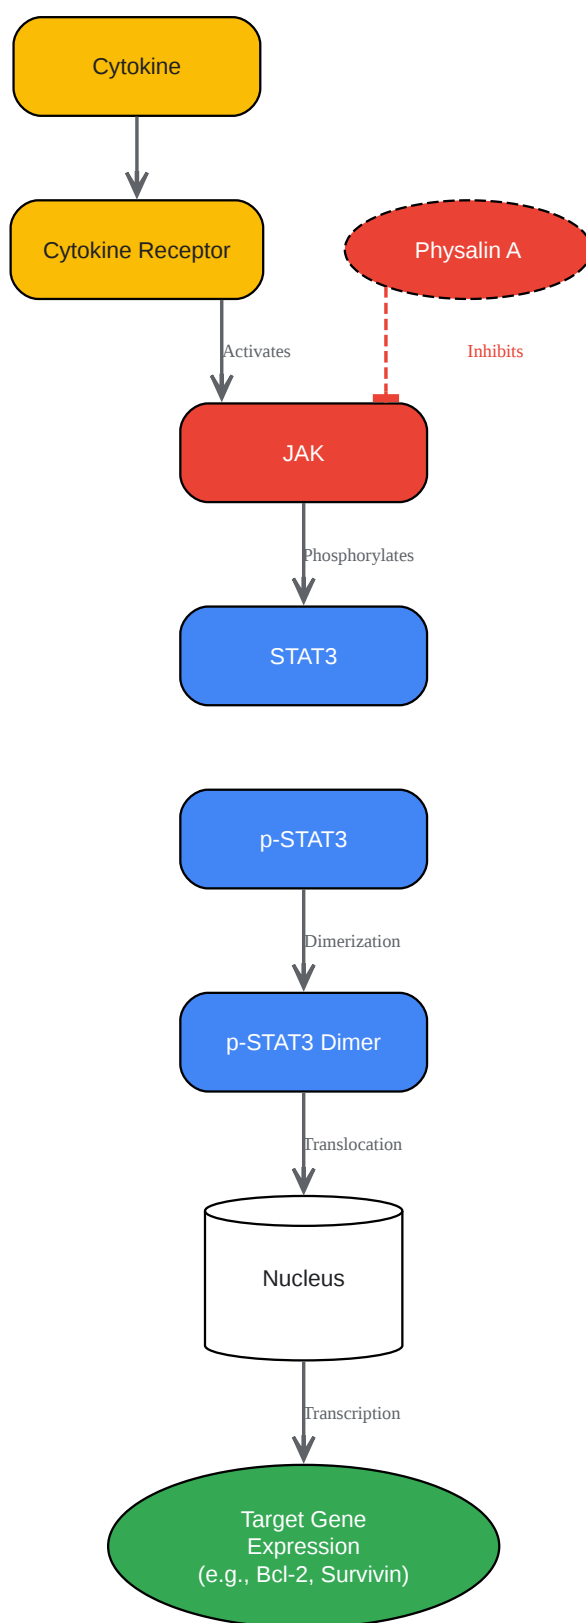 Cytokine
Cytokine Receptor
Physalin A
Activates
Inhibits
JAK
Phosphorylates
STAT3
p-STAT3
Dimerization
p-STAT3 Dimer
Translocation
Nucleus
Transcription
Target Gene
Expression
(e.g., Bcl-2, Survivin)